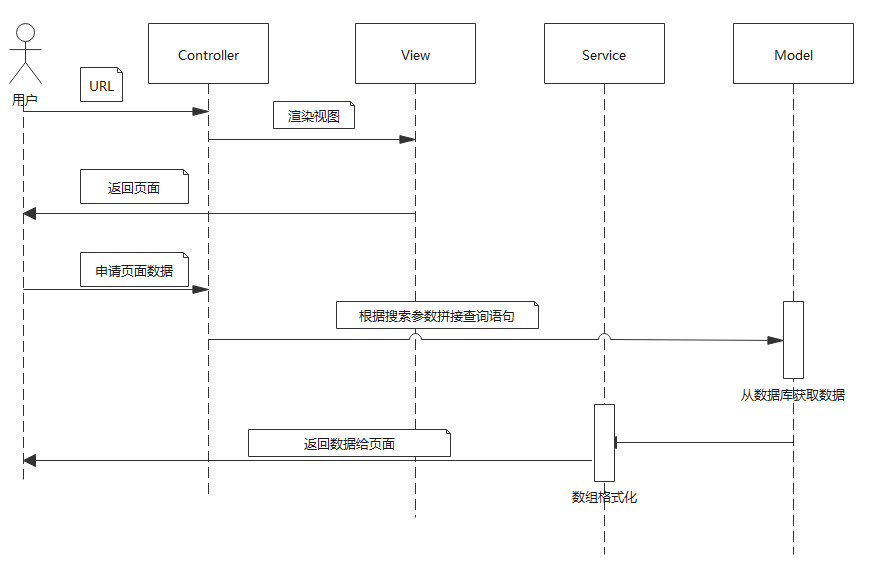 Controller
View
Service
Model
用户
URL
渲染视图
返回页面
申请页面数据
根据搜索参数拼接查询语句
从数据库获取数据
返回数据给页面
数组格式化